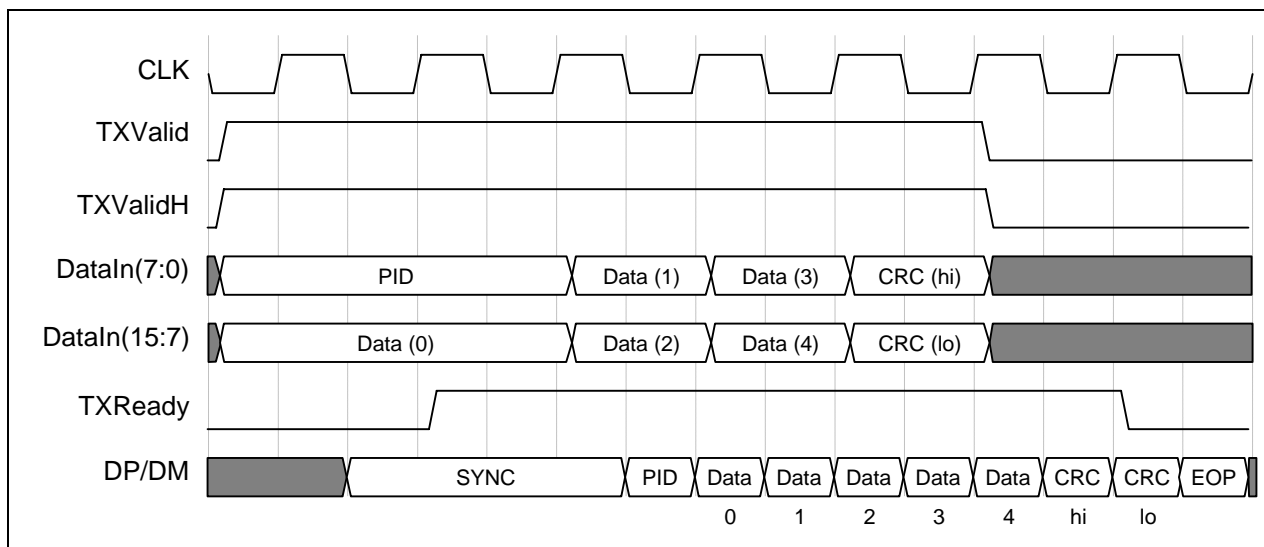 CLK
TXValid
TXValidH
DataIn(7:0) PID Data (1) Data (3) CRC (hi)
DataIn(15:7) Data (0) Data (2) Data (4) CRC (lo)
TXReady
DP/DM SYNC PID Data Data Data Data Data CRC CRC EOP
0 1 2 3 4 hi lo